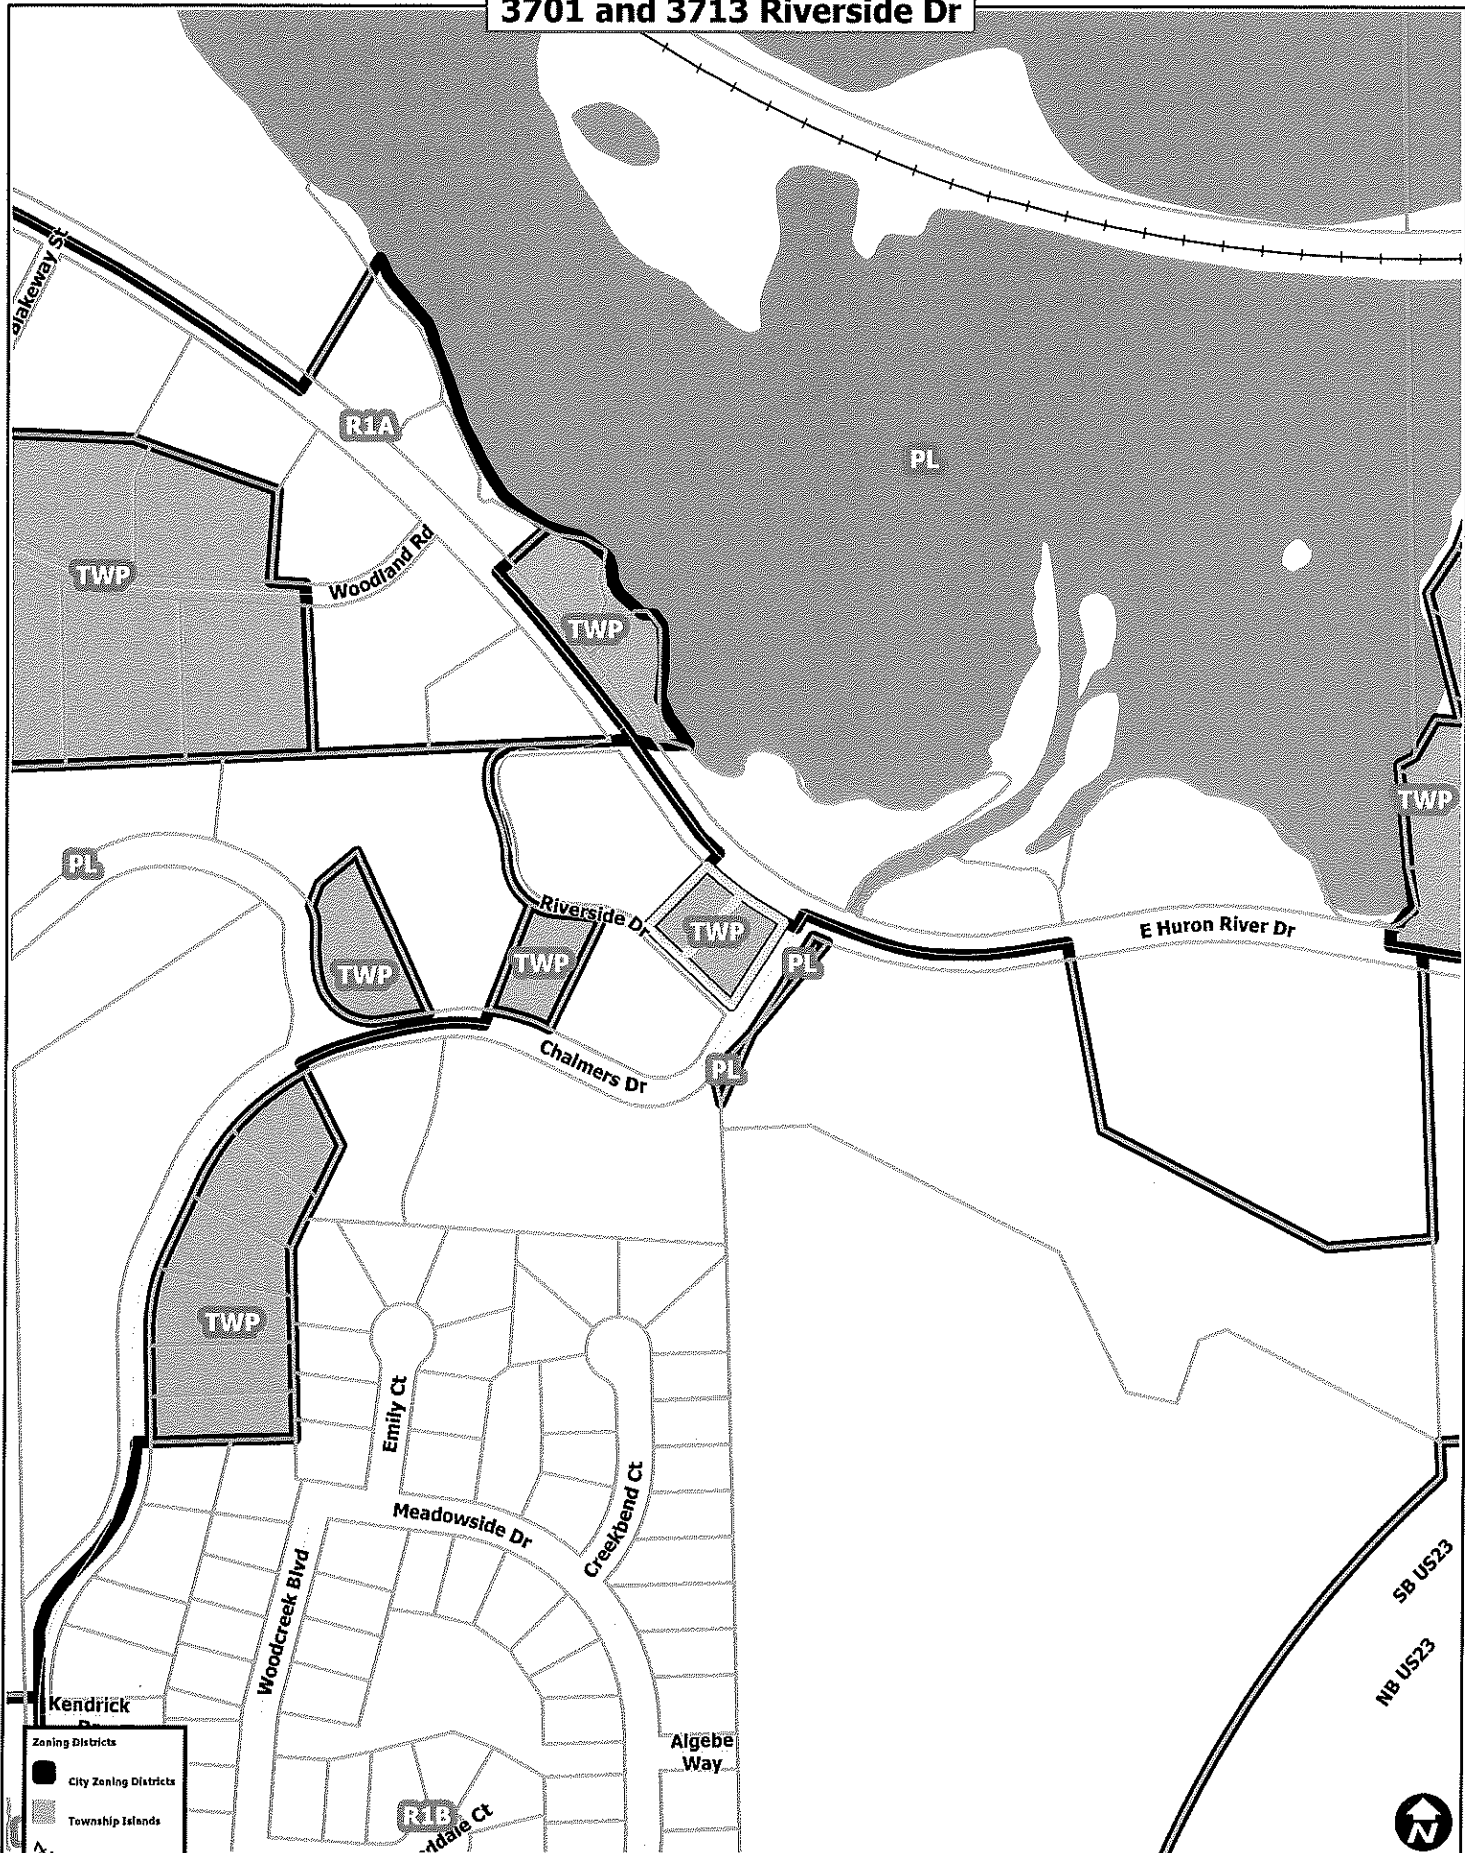 3701 and 3713 Riverside Dr
Blakeway St
R1A
PL
TWP
Woodland Rd
TWP
TWP
PL
Riverside Dr
TWP
E Huron River Dr
TWP
TWP
PL
Chalmers Dr
PL
TWP
Emily Ct
Creekbend Ct
Meadowside Dr
Woodcreek Blvd
SB US23
NB US23
Kendrick
Zoning Districts
City Zoning Districts
Township Islands
Algebe
Way
R1B
N